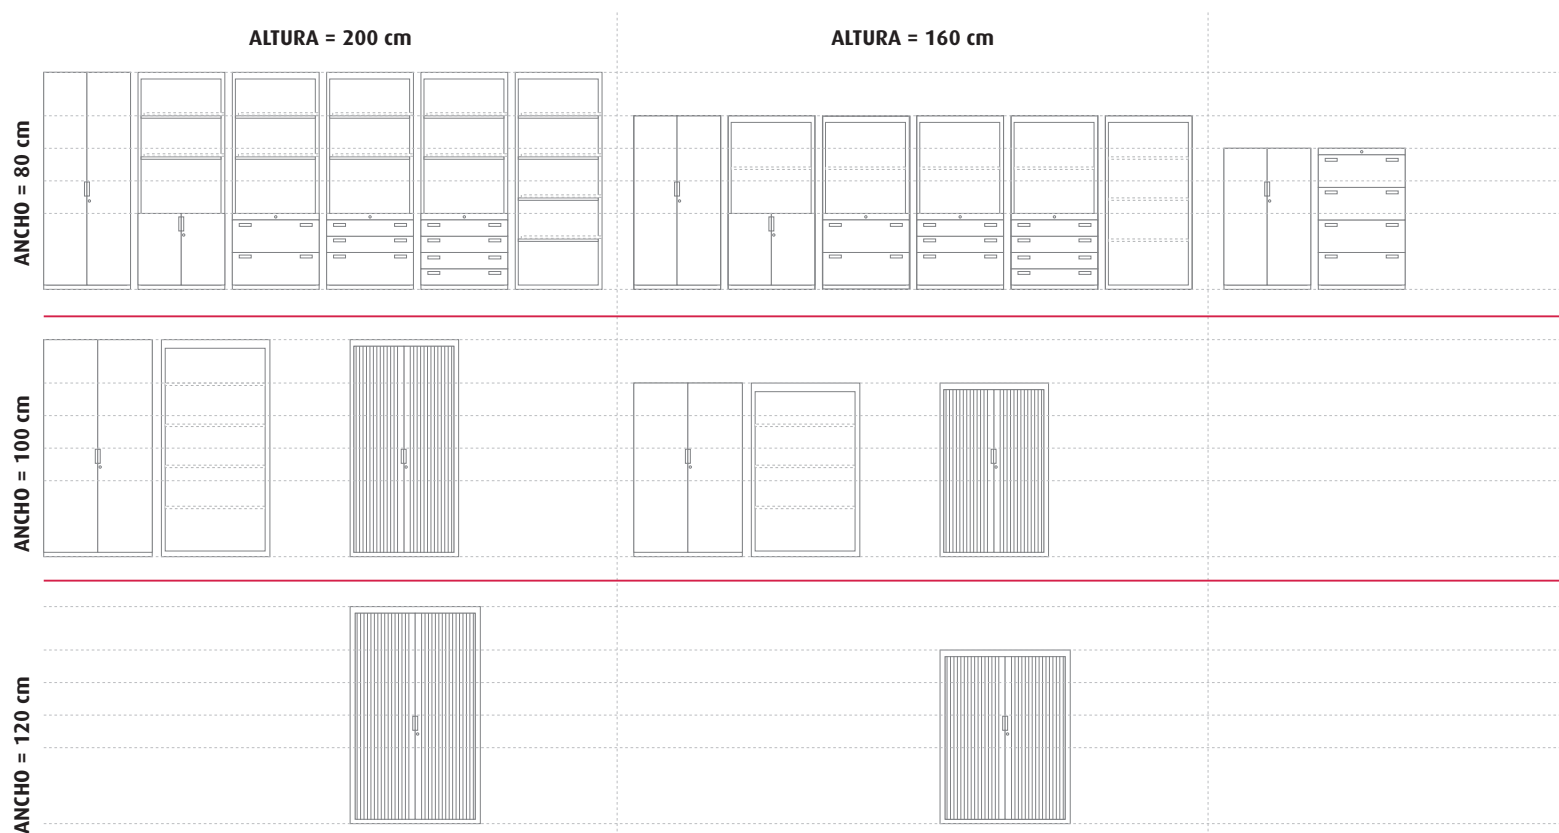 ALTURA = 200 cm
ALTURA = 160 cm
ANCHO = 80 cm
ANCHO = 100 cm
ANCHO = 120 cm